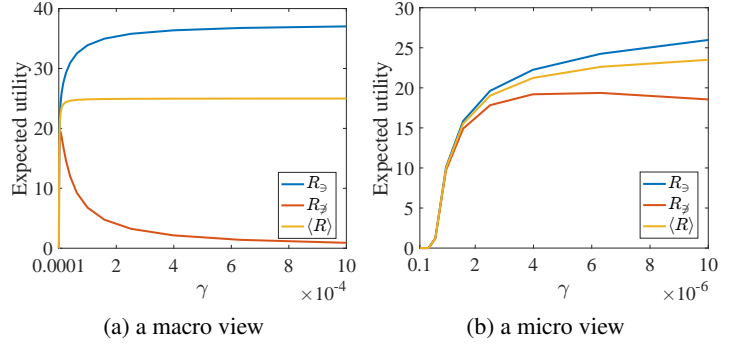 40
30
20
10
0
Expected utility
0.0001 2 4 6 8 10
γ ×10⁻⁴
R∋
R∌
⟨R⟩
(a) a macro view
30
25
20
15
10
5
0
Expected utility
0.1 2 4 6 8 10
γ ×10⁻⁶
R∋
R∌
⟨R⟩
(b) a micro view